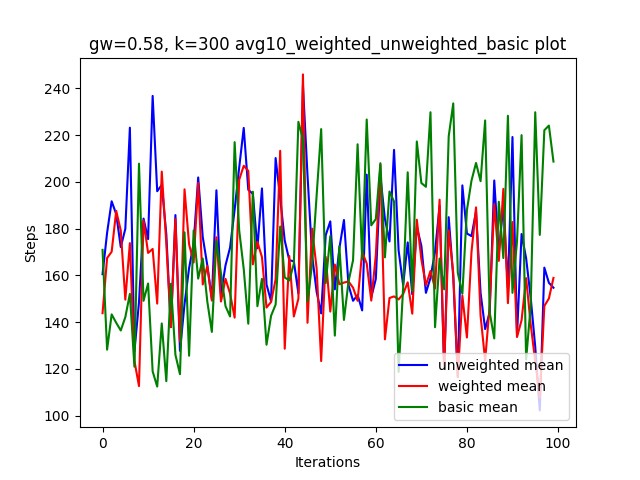 gw=0.58, k=300 avg10_weighted_unweighted_basic plot
Steps
240
220
200
180
160
140
120
100
0
20
40
60
80
100
Iterations
unweighted mean
weighted mean
basic mean